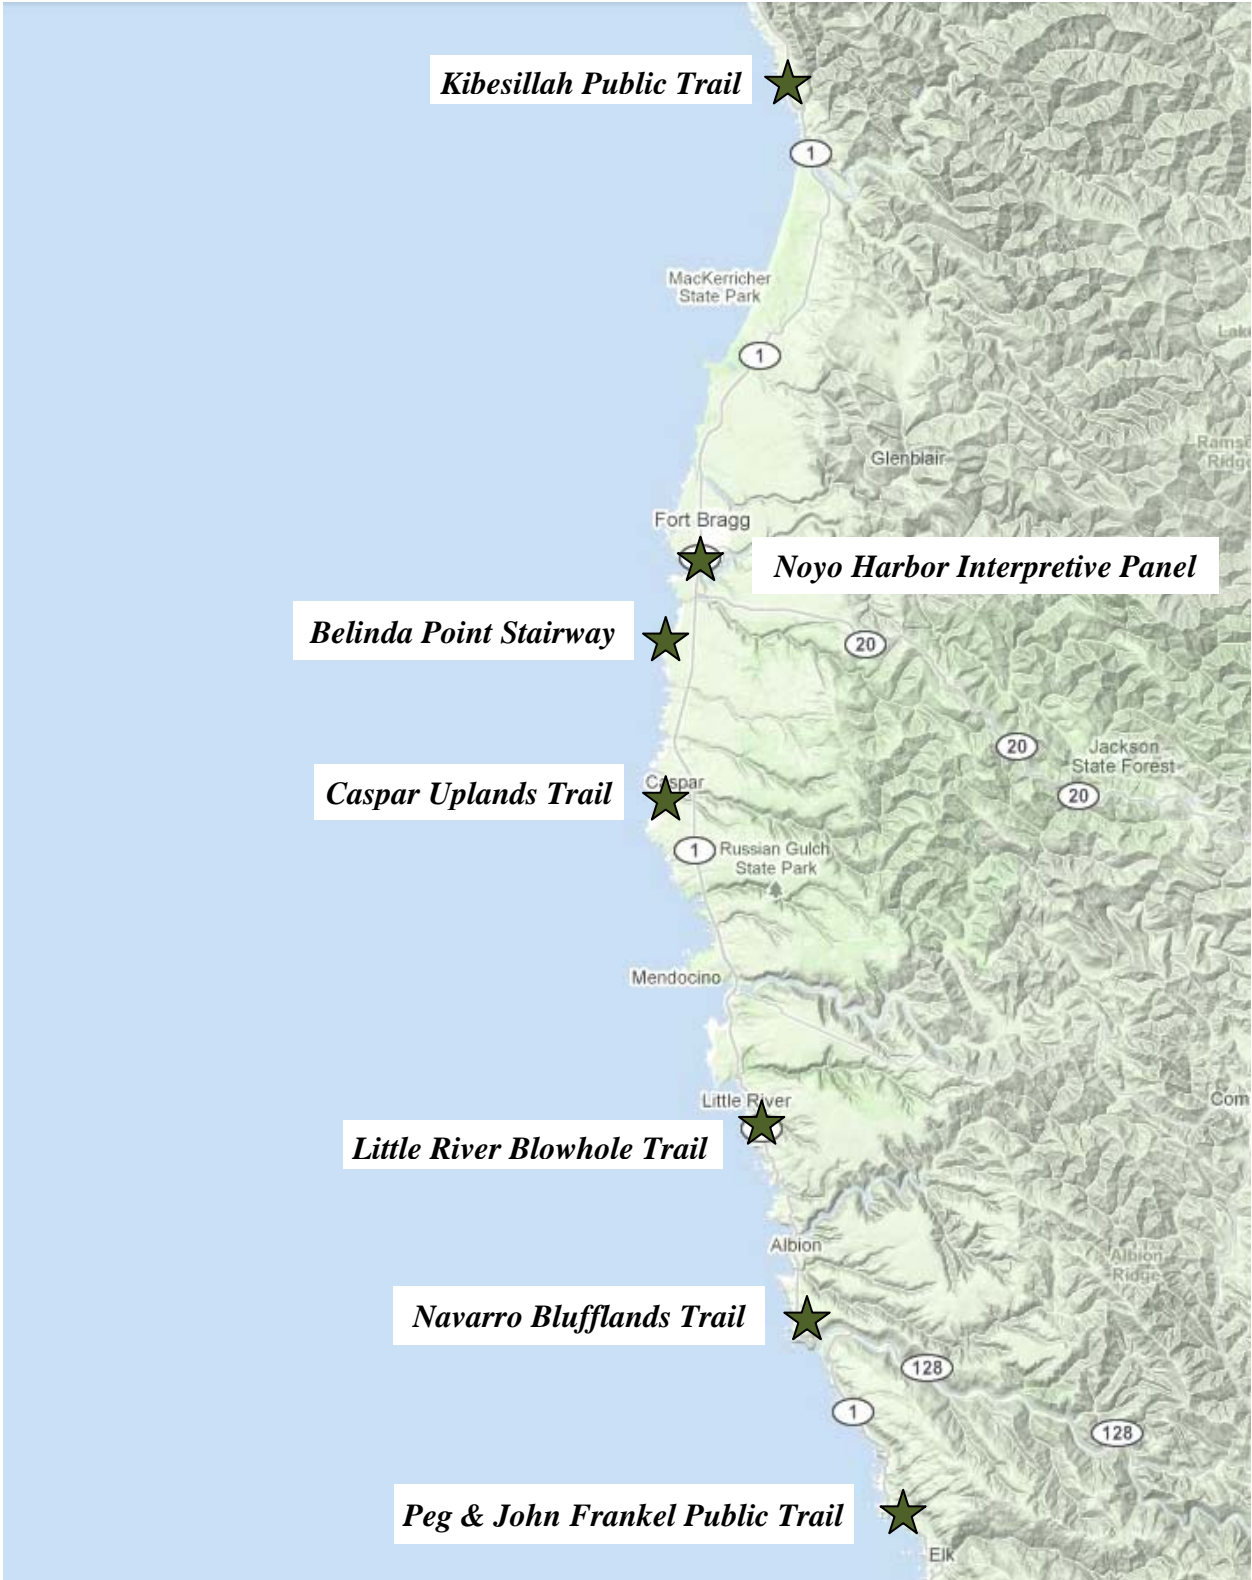 Kibesillah Public Trail
1
MacKerricher
State Park
1
Glenblair
Fort Bragg
Noyo Harbor Interpretive Panel
Belinda Point Stairway
20
20
Jackson
State Forest
20
Caspar
Caspar Uplands Trail
1
Russian Gulch
State Park
Mendocino
Little River
Com
Little River Blowhole Trail
Albion
Albion
Ridge
Navarro Blufflands Trail
128
1
128
Peg & John Frankel Public Trail
Elk